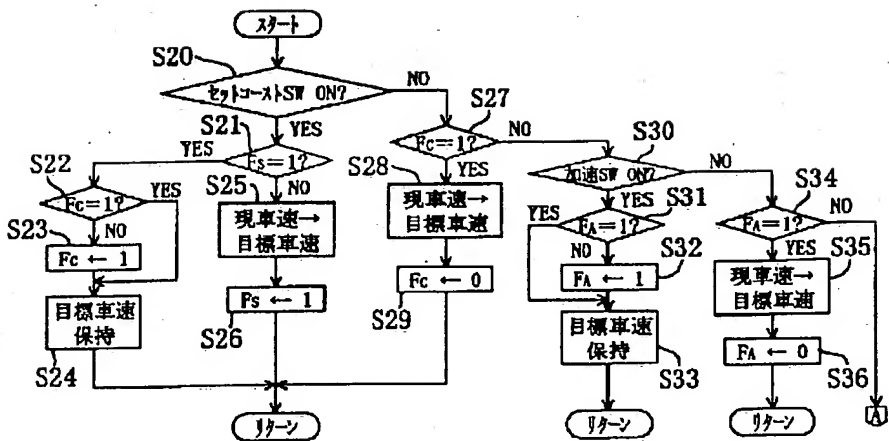 スタート
S20
セットコーストSW ON?
NO
YES
S21
YES
Fs=1?
NO
S22
Fc=1?
YES
NO
S23
Fc ← 1
目標車速
保持
S24
S25
現車速→
目標車速
Fs ← 1
S26
S27
Fc=1?
NO
YES
S28
現車速→
目標車速
Fc ← 0
S29
リターン
S30
加速SW ON?
NO
YES
S31
FA=1?
YES
NO
S32
FA ← 1
目標車速
保持
S33
リターン
S34
FA=1?
NO
YES
S35
現車速→
目標車速
FA ← 0
S36
リターン
A